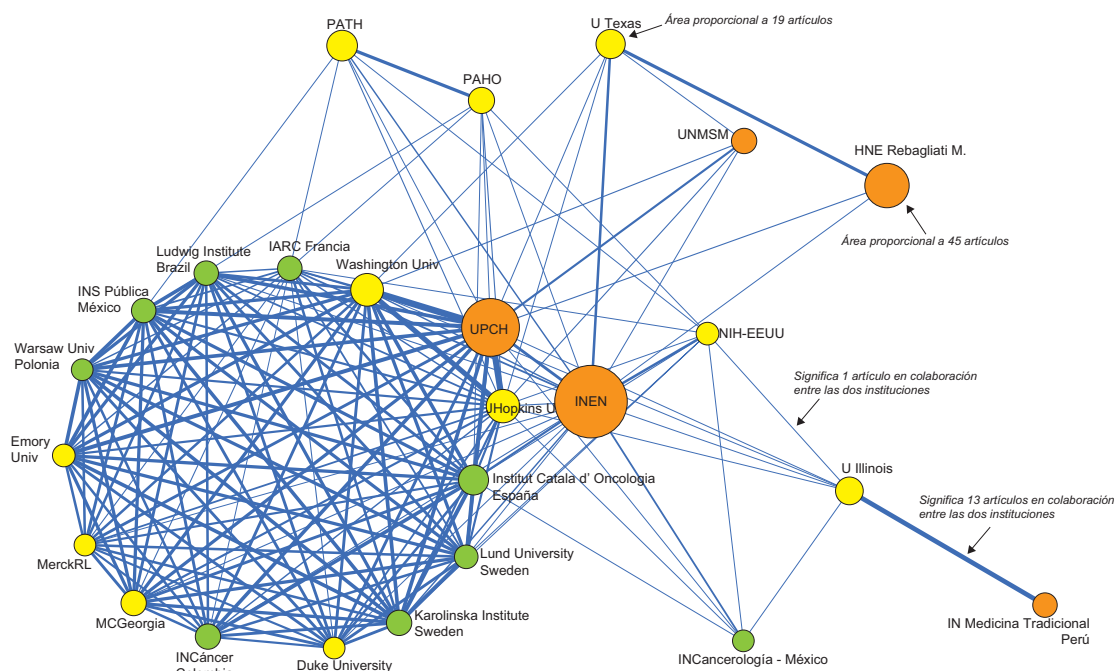 PATH
U Texas
Área proporcional a 19 artículos
PAHO
UNMSM
HNE Rebagliati M.
Área proporcional a 45 artículos
IARC Francia
Ludwig Institute
Brazil
Washington Univ
INS Pública
México
UPCH
NIH-EEUU
Warsaw Univ
Polonia
Significa 1 artículo en colaboración
entre las dos instituciones
INEN
JHopkins U
Emory
Univ
Institut Catala d' Oncologia
España
U Illinois
Significa 13 artículos en colaboración
entre las dos instituciones
MerckRL
Lund University
Sweden
MCGeorgia
Karolinska Institute
Sweden
IN Medicina Tradicional
Perú
INCáncer
Colombia
Duke University
INCancerología - México